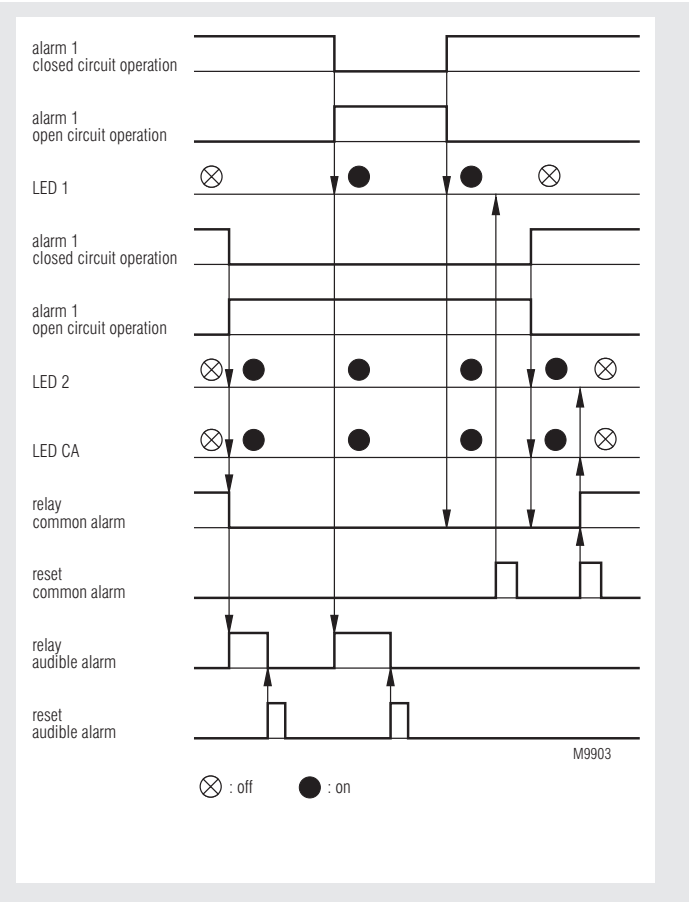 alarm 1
closed circuit operation
alarm 1
open circuit operation
LED 1
alarm 1
closed circuit operation
alarm 1
open circuit operation
LED 2
LED CA
relay
common alarm
reset
common alarm
relay
audible alarm
reset
audible alarm
M9903
: off
: on